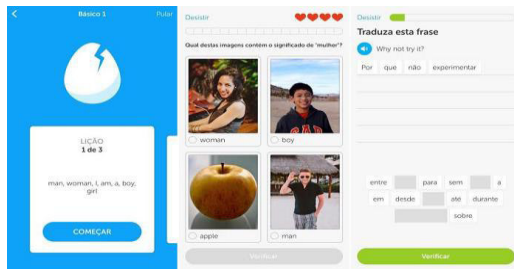 Básico 1
Pular
LIÇÃO
1 de 3
man, woman, I, am, a, boy,
girl
COMEÇAR
Desistir
Qual destas imagens contém o significado de 'mulher'?
woman
boy
apple
man
Verificar
Desistir
Traduza esta frase
Why not try it?
Por que não experimentar
entre para sem a
em desde até durante
sobre
Verificar